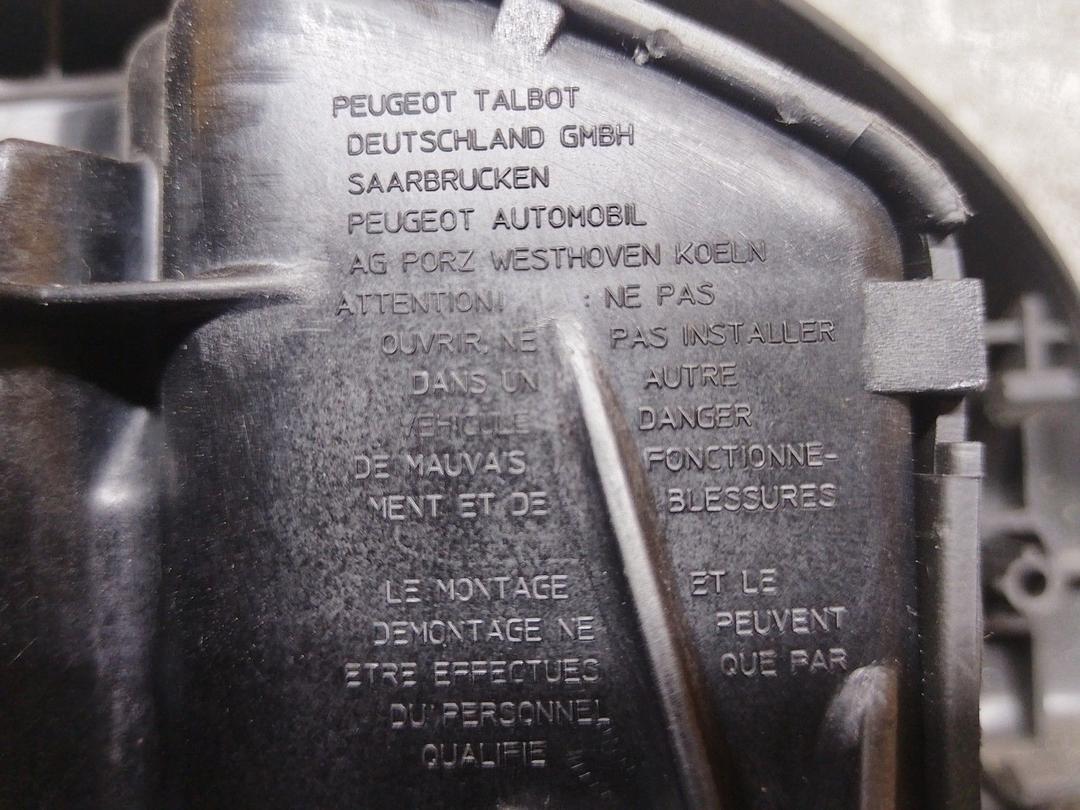 PEUGEOT TALBOT
DEUTSCHLAND GMBH
SAARBRUCKEN
PEUGEOT AUTOMOBIL
AG PORZ WESTHOVEN KOELN
ATTENTION! : NE PAS
OUVRIR, NE PAS INSTALLER
DANS UN AUTRE
VEHICULE DANGER
DE MAUVAIS FONCTIONNE-
MENT ET DE BLESSURES
LE MONTAGE ET LE
DEMONTAGE NE PEUVENT
ETRE EFFECTUES QUE PAR
DU PERSONNEL
QUALIFIE